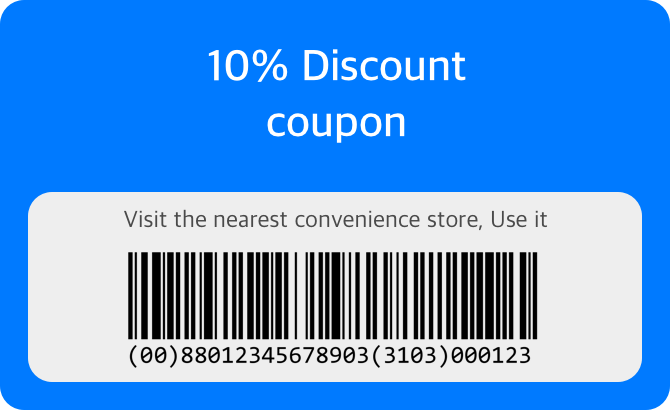 10% Discount
coupon
Visit the nearest convenience store, Use it
(00)88012345678903(3103)000123